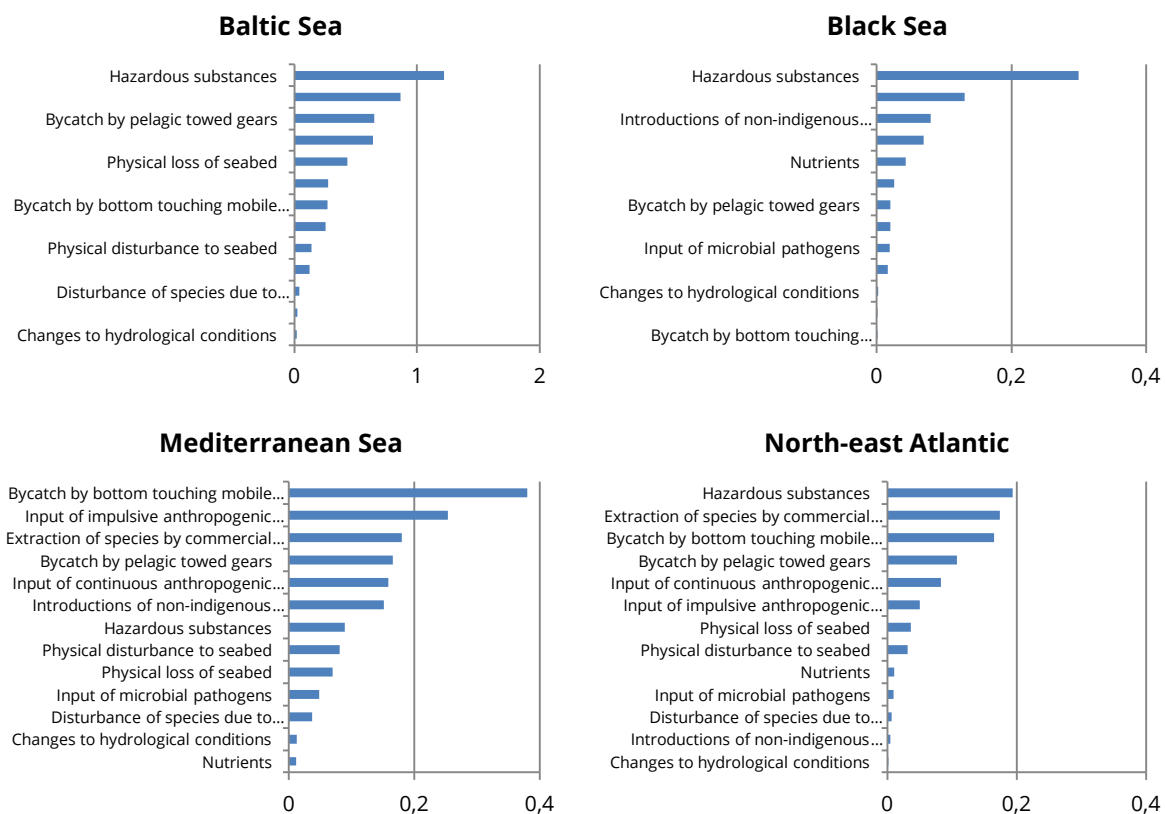 Baltic Sea
Hazardous substances
Bycatch by pelagic towed gears
Physical loss of seabed
Bycatch by bottom touching mobile...
Physical disturbance to seabed
Disturbance of species due to...
Changes to hydrological conditions
0 1 2
Black Sea
Hazardous substances
Introductions of non-indigenous...
Nutrients
Bycatch by pelagic towed gears
Input of microbial pathogens
Changes to hydrological conditions
Bycatch by bottom touching...
0 0,2 0,4
Mediterranean Sea
Bycatch by bottom touching mobile...
Input of impulsive anthropogenic...
Extraction of species by commercial...
Bycatch by pelagic towed gears
Input of continuous anthropogenic...
Introductions of non-indigenous...
Hazardous substances
Physical disturbance to seabed
Physical loss of seabed
Input of microbial pathogens
Disturbance of species due to...
Changes to hydrological conditions
Nutrients
0 0,2 0,4
North-east Atlantic
Hazardous substances
Extraction of species by commercial...
Bycatch by bottom touching mobile...
Bycatch by pelagic towed gears
Input of continuous anthropogenic...
Input of impulsive anthropogenic...
Physical loss of seabed
Physical disturbance to seabed
Nutrients
Input of microbial pathogens
Disturbance of species due to...
Introductions of non-indigenous...
Changes to hydrological conditions
0 0,2 0,4